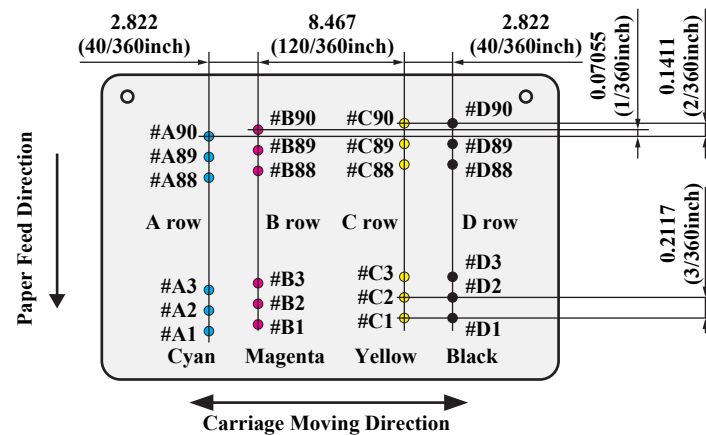 2.822
(40/360inch)
8.467
(120/360inch)
2.822
(40/360inch)
0.07055
(1/360inch)
0.1411
(2/360inch)
#A90
#A89
#A88
#B90
#B89
#B88
#C90
#C89
#C88
#D90
#D89
#D88
Paper Feed Direction
A row
B row
C row
D row
0.2117
(3/360inch)
#A3
#A2
#A1
#B3
#B2
#B1
#C3
#C2
#C1
#D3
#D2
#D1
Cyan
Magenta
Yellow
Black
Carriage Moving Direction